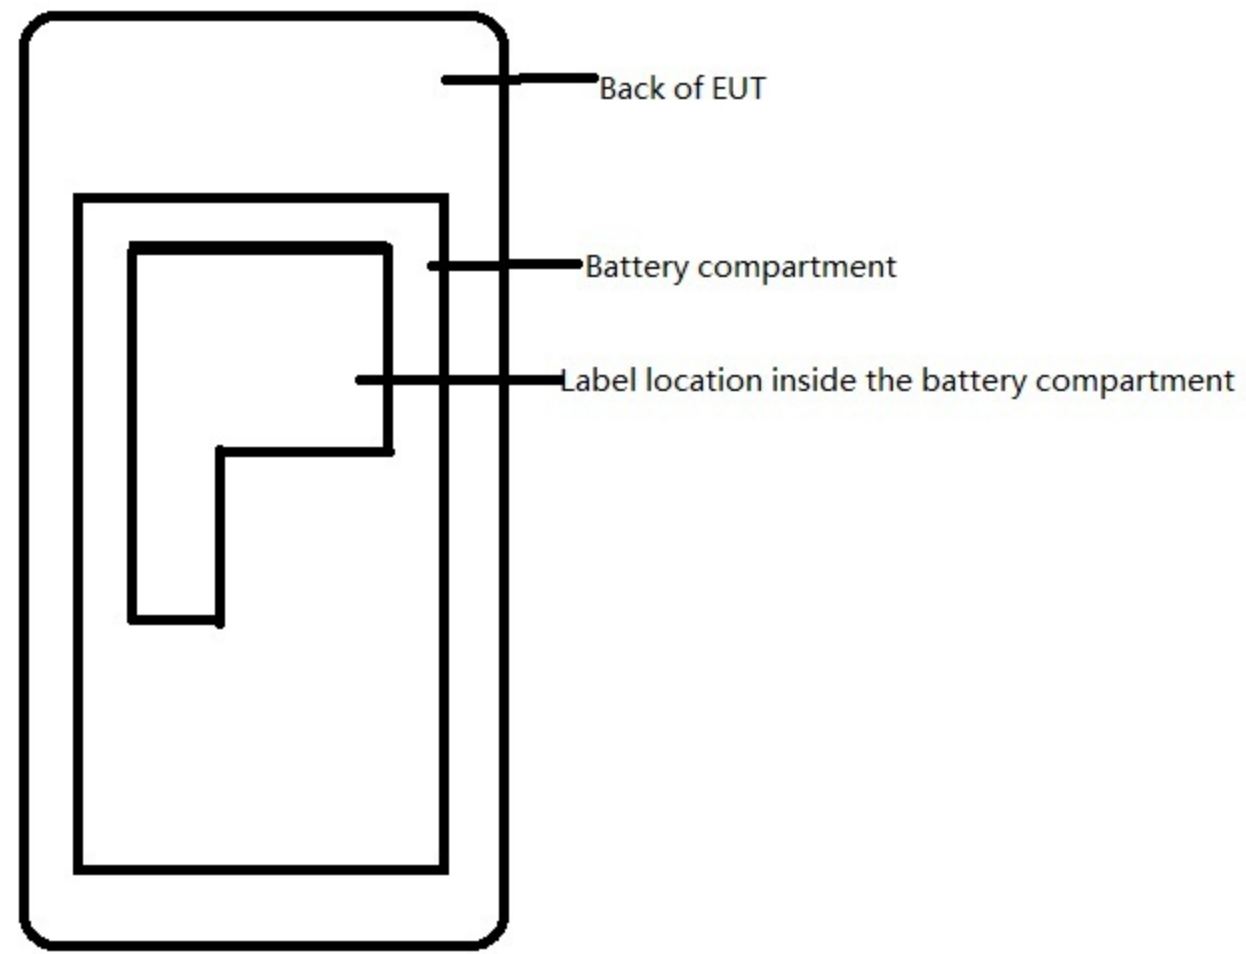 Back of EUT
Battery compartment
Label location inside the battery compartment